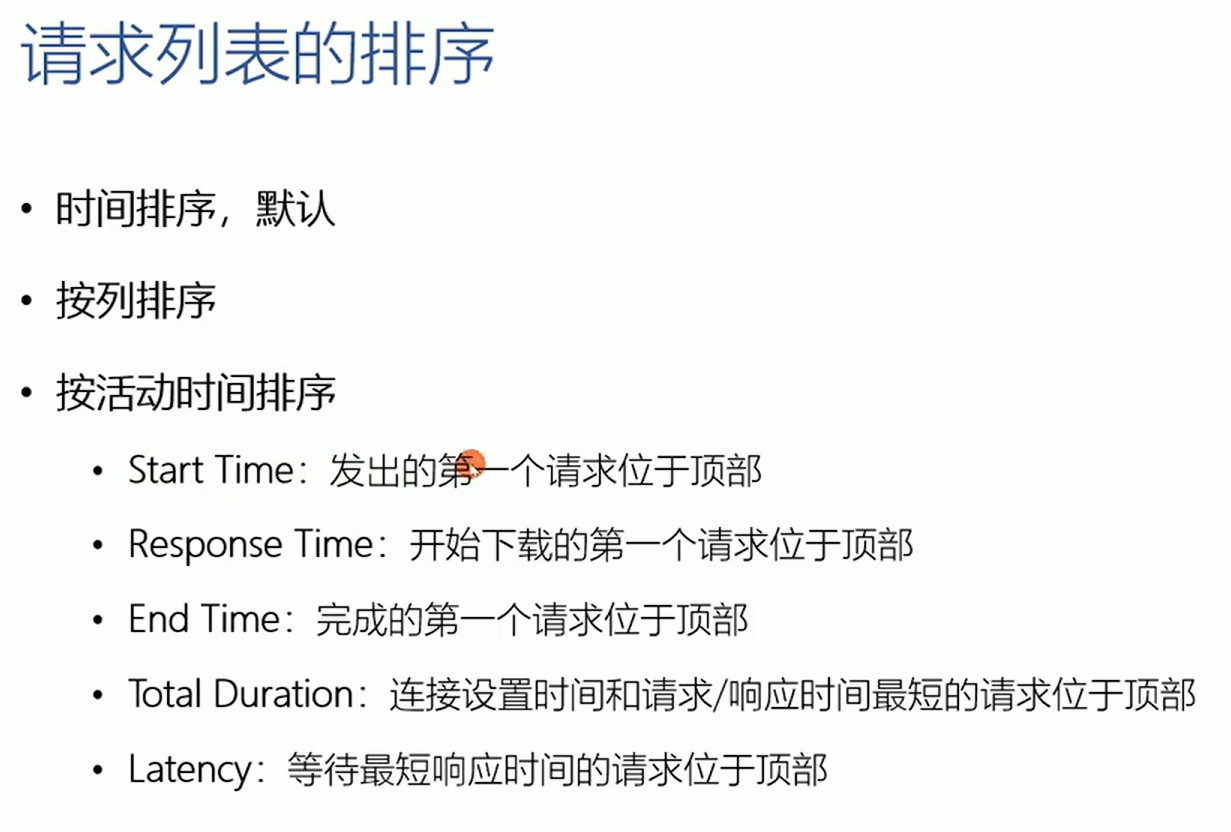 请求列表的排序
• 时间排序，默认
• 按列排序
• 按活动时间排序
• Start Time：发出的第一个请求位于顶部
• Response Time：开始下载的第一个请求位于顶部
• End Time：完成的第一个请求位于顶部
• Total Duration：连接设置时间和请求/响应时间最短的请求位于顶部
• Latency：等待最短响应时间的请求位于顶部